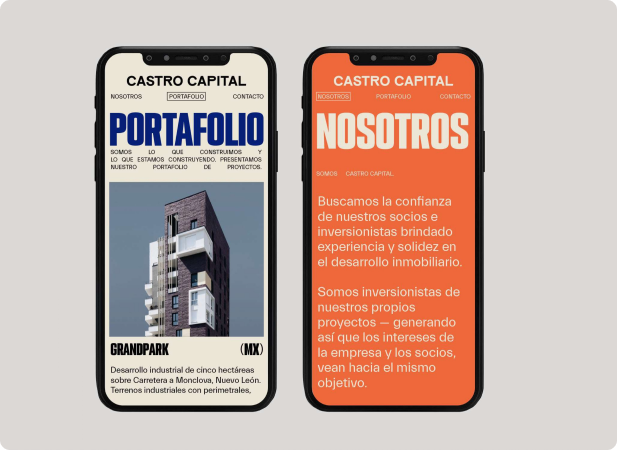 CASTRO CAPITAL
NOSOTROS PORTAFOLIO CONTACTO
PORTAFOLIO
SOMOS LO QUE CONSTRUIMOS Y
LO QUE ESTAMOS CONSTRUYENDO. PRESENTAMOS
NUESTRO PORTAFOLIO DE PROYECTOS.
GRANDPARK (MX)
Desarrollo industrial de cinco hectáreas
sobre Carretera a Monclova, Nuevo León.
Terrenos industriales con perimetrales,
CASTRO CAPITAL
NOSOTROS PORTAFOLIO CONTACTO
NOSOTROS
SOMOS CASTRO CAPITAL.
Buscamos la confianza
de nuestros socios e
inversionistas brindado
experiencia y solidez en
el desarrollo inmobiliario.
Somos inversionistas de
nuestros propios
proyectos — generando
así que los intereses de
la empresa y los socios,
vean hacia el mismo
objetivo.